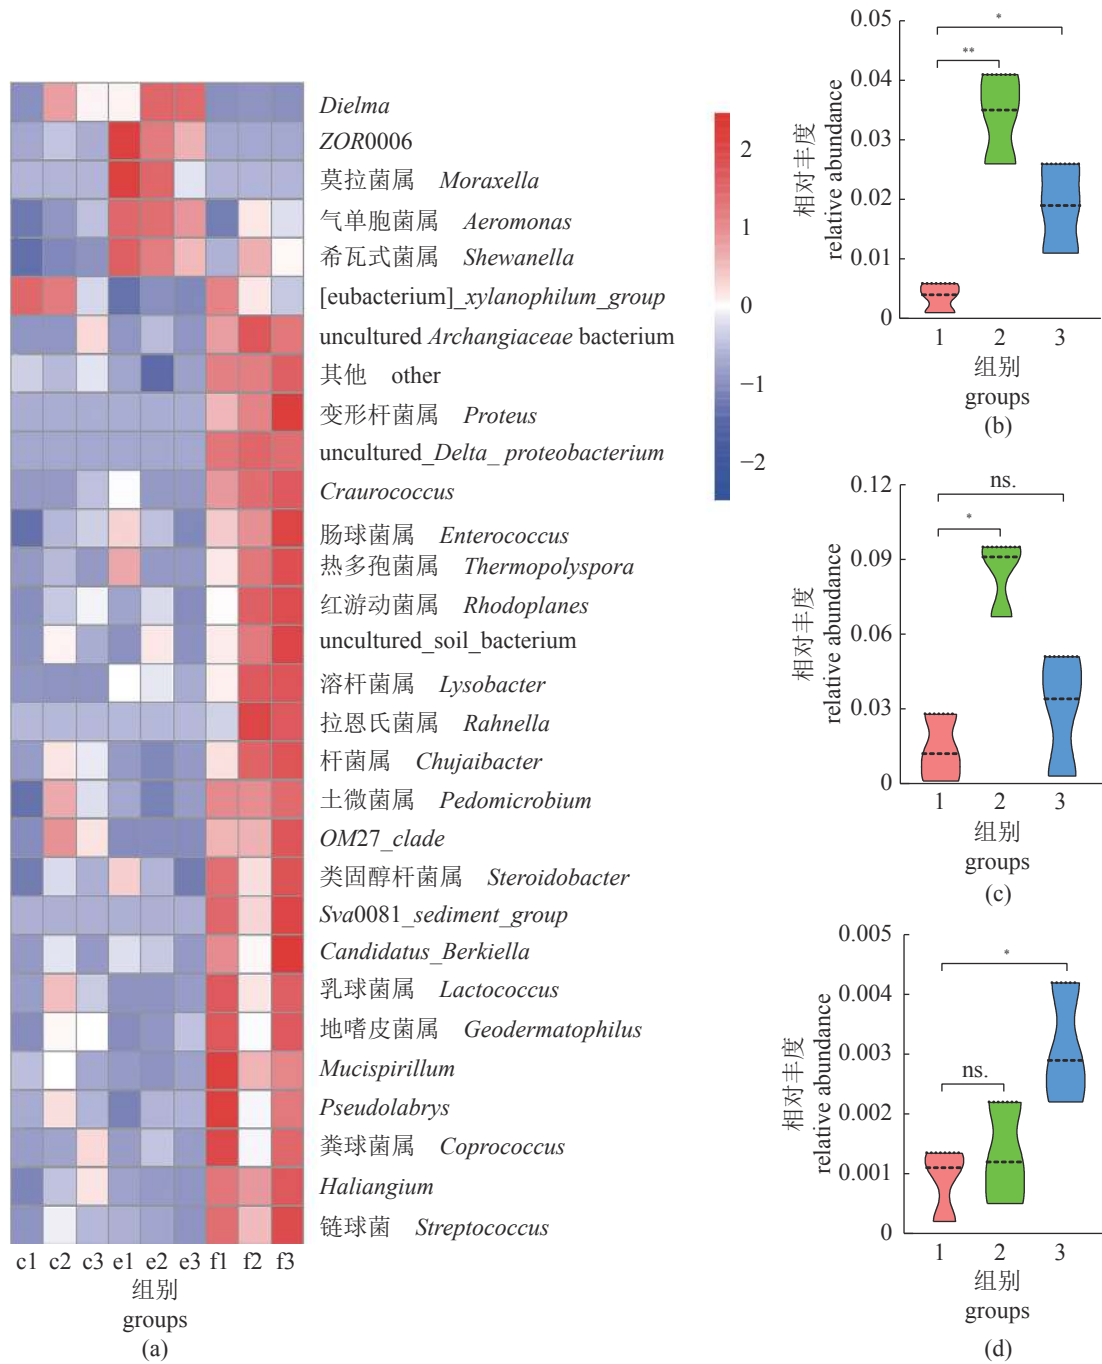 Dielma
ZOR0006
莫拉菌属 Moraxella
气单胞菌属 Aeromonas
希瓦式菌属 Shewanella
[eubacterium]_xylanophilum_group
uncultured Archangiaceae bacterium
其他 other
变形杆菌属 Proteus
uncultured_Delta_ proteobacterium
Craurococcus
肠球菌属 Enterococcus
热多孢菌属 Thermopolyspora
红游动菌属 Rhodoplanes
uncultured_soil_bacterium
溶杆菌属 Lysobacter
拉恩氏菌属 Rahnella
杆菌属 Chujaibacter
土微菌属 Pedomicrobium
OM27_clade
类固醇杆菌属 Steroidobacter
Sva0081_sediment_group
Candidatus_Berkiella
乳球菌属 Lactococcus
地嗜皮菌属 Geodermatophilus
Mucispirillum
Pseudolabrys
粪球菌属 Coprococcus
Haliangium
链球菌 Streptococcus
c1 c2 c3 e1 e2 e3 f1 f2 f3
组别
groups
(a)
2
1
0
−1
−2
0.05
0.04
0.03
0.02
0.01
0
相对丰度
relative abundance
*
**
1 2 3
组别
groups
(b)
0.12
0.09
0.06
0.03
0
相对丰度
relative abundance
ns.
*
1 2 3
组别
groups
(c)
0.005
0.004
0.003
0.002
0.001
0
相对丰度
relative abundance
*
ns.
1 2 3
组别
groups
(d)